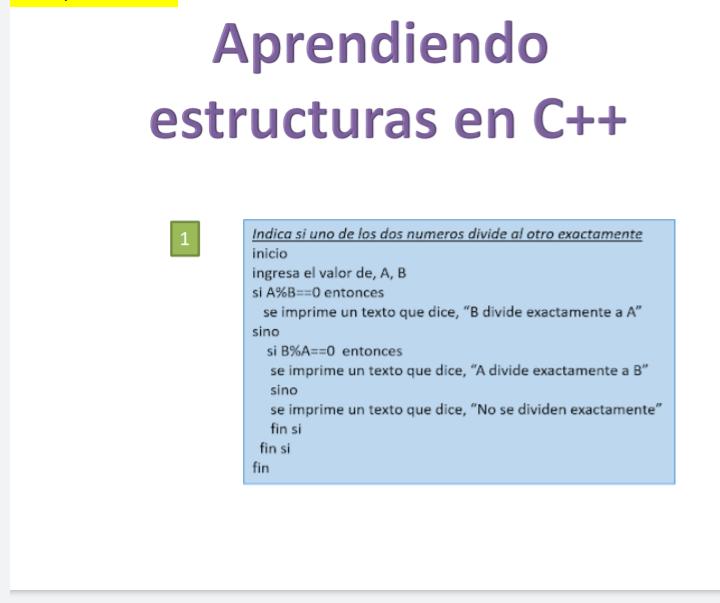 Aprendiendo
estructuras en C++
1
Indica si uno de los dos numeros divide al otro exactamente
inicio
ingresa el valor de, A, B
si A%B==0 entonces
se imprime un texto que dice, “B divide exactamente a A”
sino
si B%A==0 entonces
se imprime un texto que dice, “A divide exactamente a B”
sino
se imprime un texto que dice, “No se dividen exactamente”
fin si
fin si
fin